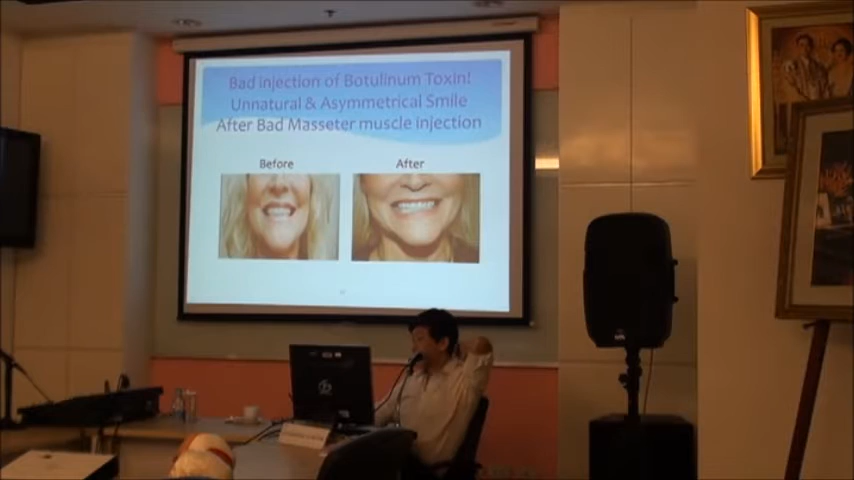 Bad injection of Botulinum Toxin!
Unnatural & Asymmetrical Smile
After Bad Masseter muscle injection
Before
After